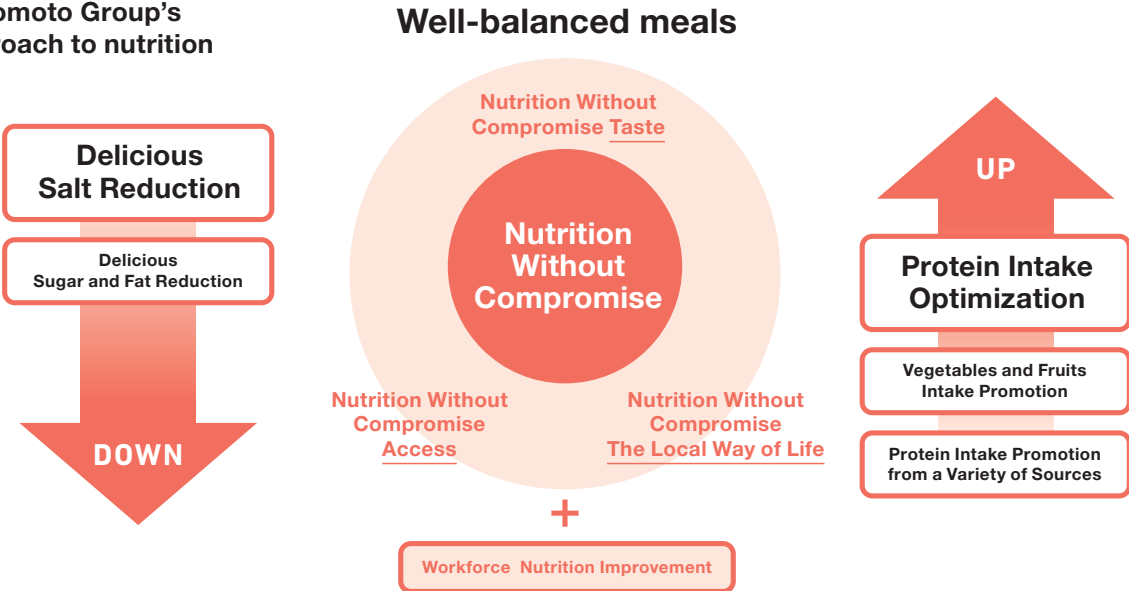 omoto Group's
roach to nutrition
Well-balanced meals
Delicious
Salt Reduction
Delicious
Sugar and Fat Reduction
DOWN
Nutrition Without
Compromise Taste
Nutrition
Without
Compromise
Nutrition Without
Compromise
Access
Nutrition Without
Compromise
The Local Way of Life
+
Workforce Nutrition Improvement
UP
Protein Intake
Optimization
Vegetables and Fruits
Intake Promotion
Protein Intake Promotion
from a Variety of Sources